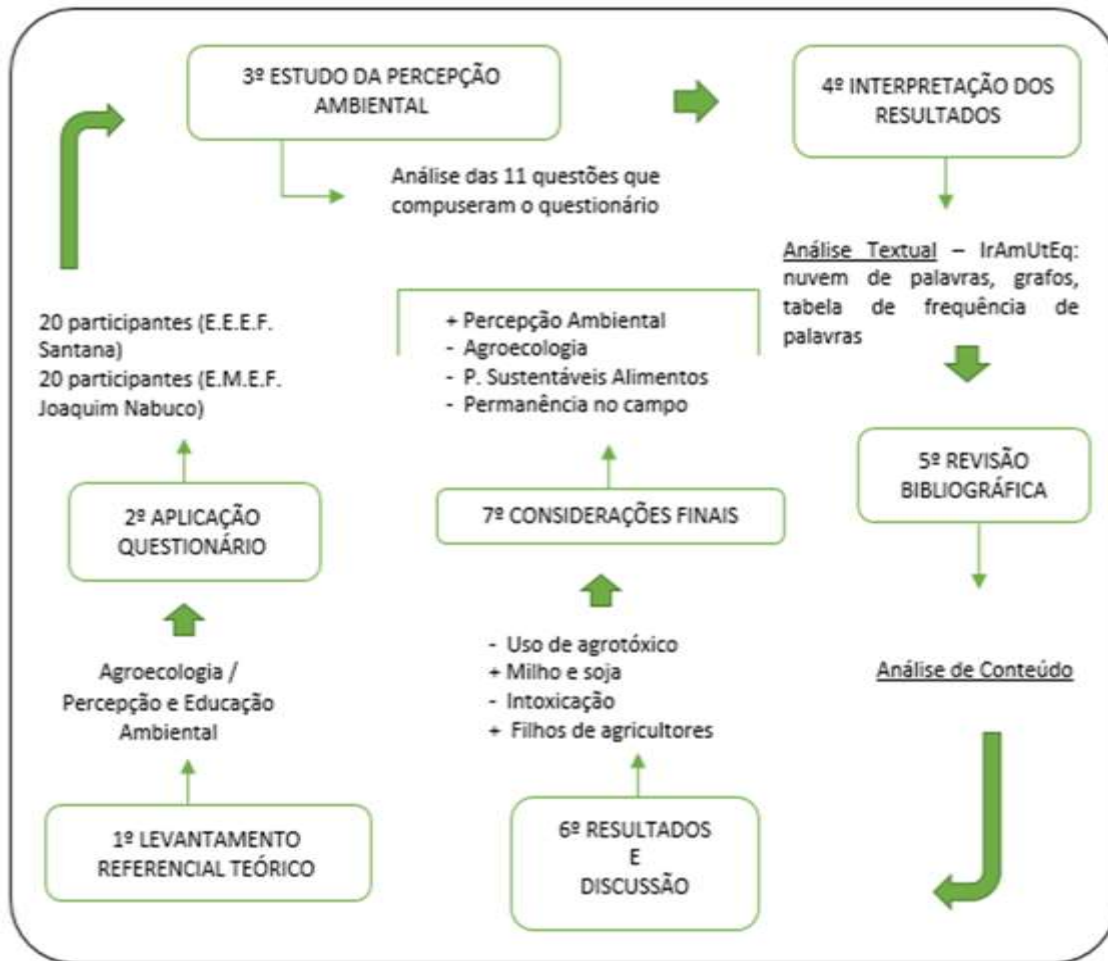 3º ESTUDO DA PERCEPÇÃO
AMBIENTAL
4º INTERPRETAÇÃO DOS
RESULTADOS
Análise das 11 questões que
compuseram o questionário
Análise Textual – IrAmUtEq:
nuvem de palavras, grafos,
tabela de frequência de
palavras
20 participantes (E.E.E.F.
Santana)
20 participantes (E.M.E.F.
Joaquim Nabuco)
+ Percepção Ambiental
- Agroecologia
- P. Sustentáveis Alimentos
- Permanência no campo
5º REVISÃO
BIBLIOGRÁFICA
2º APLICAÇÃO
QUESTIONÁRIO
7º CONSIDERAÇÕES FINAIS
Agroecologia /
Percepção e Educação
Ambiental
- Uso de agrotóxico
+ Milho e soja
- Intoxicação
+ Filhos de agricultores
Análise de Conteúdo
1º LEVANTAMENTO
REFERENCIAL TEÓRICO
6º RESULTADOS
E
DISCUSSÃO